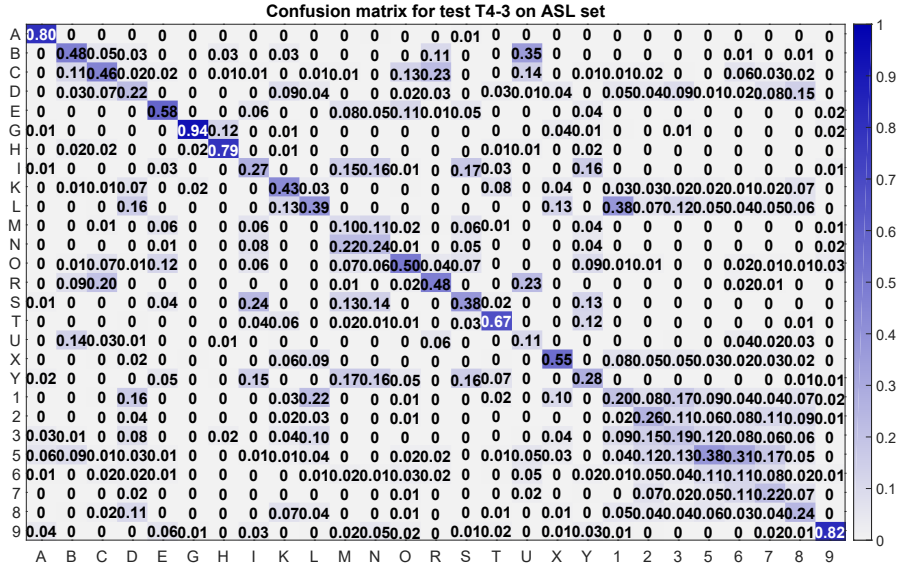 Confusion matrix for test T4-3 on ASL set
A 0.80 0 0 0 0 0 0 0 0 0 0 0 0 0 0.01 0 0 0 0 0 0 0 0 0 0 0 0
B 0 0.48 0.05 0.03 0 0 0.03 0 0.03 0 0 0 0 0.11 0 0 0.35 0 0 0 0 0 0 0.01 0 0.01 0
C 0 0.11 0.46 0.02 0.02 0 0.01 0.01 0 0.01 0.01 0 0.13 0.23 0 0 0.14 0 0.01 0.01 0.02 0 0 0.06 0.03 0.02 0
D 0 0.03 0.07 0.22 0 0 0 0 0.09 0.04 0 0 0.02 0.03 0 0.03 0.01 0.04 0 0.05 0.04 0.09 0.01 0.02 0.08 0.15 0
E 0 0 0 0 0.58 0 0 0.06 0 0 0.08 0.05 0.11 0.01 0.05 0 0 0 0.04 0 0 0 0 0 0 0 0.02
G 0.01 0 0 0 0 0.94 0.12 0 0.01 0 0 0 0 0 0 0 0 0.04 0.01 0 0 0.01 0 0 0 0 0.02
H 0 0.02 0.02 0 0 0.02 0.79 0 0.01 0 0 0 0 0 0 0.01 0.01 0 0.02 0 0 0 0 0 0 0 0
I 0.01 0 0 0 0.03 0 0 0.27 0 0 0.15 0.16 0.01 0 0.17 0.03 0 0 0.16 0 0 0 0 0 0 0 0.01
K 0 0.01 0.01 0.07 0 0.02 0 0 0.43 0.03 0 0 0 0 0 0.08 0 0.04 0 0.03 0.03 0.02 0.02 0.01 0.02 0.07 0
L 0 0 0 0.16 0 0 0 0 0.13 0.39 0 0 0 0 0 0 0 0.13 0 0.38 0.07 0.12 0.05 0.04 0.05 0.06 0
M 0 0 0.01 0 0.06 0 0 0.06 0 0 0.10 0.11 0.02 0 0.06 0.01 0 0 0.04 0 0 0 0 0 0 0 0.01
N 0 0 0 0 0.01 0 0 0.08 0 0 0.22 0.24 0.01 0 0.05 0 0 0 0.04 0 0 0 0 0 0 0 0.02
O 0 0.01 0.07 0.01 0.12 0 0 0.06 0 0 0.07 0.06 0.50 0.04 0.07 0 0 0 0.09 0.01 0.01 0 0 0.02 0.01 0.01 0.03
R 0 0.09 0.20 0 0 0 0 0 0 0 0.01 0 0.02 0.48 0 0 0.23 0 0 0 0 0 0 0.02 0.01 0 0
S 0.01 0 0 0 0.04 0 0 0.24 0 0 0.13 0.14 0 0 0.38 0.02 0 0 0.13 0 0 0 0 0 0 0 0
T 0 0 0 0 0 0 0 0.04 0.06 0 0.02 0.01 0.01 0 0.03 0.67 0 0 0.12 0 0 0 0 0 0 0.01 0
U 0 0.14 0.03 0.01 0 0 0.01 0 0 0 0 0 0 0.06 0 0 0.11 0 0 0 0 0 0 0.04 0.02 0.03 0
X 0 0 0 0.02 0 0 0 0 0.06 0.09 0 0 0 0 0 0 0 0.55 0 0.08 0.05 0.05 0.03 0.02 0.03 0.02 0
Y 0.02 0 0 0 0.05 0 0 0.15 0 0 0.17 0.16 0.05 0 0.16 0.07 0 0 0.28 0 0 0 0 0 0 0.01 0.01
1 0 0 0 0.16 0 0 0 0 0.03 0.22 0 0 0.01 0 0 0.02 0 0.10 0 0.20 0.08 0.17 0.09 0.04 0.04 0.07 0.02
2 0 0 0 0.04 0 0 0 0 0.02 0 0 0 0.01 0 0 0 0 0 0 0.02 0.26 0.11 0.06 0.08 0.11 0.09 0.01
3 0.03 0.01 0 0.08 0 0 0.02 0 0.04 0.10 0 0 0 0 0 0 0 0.04 0 0.09 0.15 0.19 0.12 0.08 0.06 0.06 0
5 0.06 0.09 0.01 0.03 0.01 0 0 0.01 0.01 0.04 0 0 0 0.02 0.02 0 0.01 0.05 0.03 0 0.04 0.12 0.13 0.38 0.31 0.17 0.05 0
6 0.01 0 0.02 0.02 0.01 0 0 0 0 0.01 0.02 0.01 0.03 0.02 0 0 0.05 0 0.02 0.01 0.05 0.04 0.11 0.11 0.08 0.02 0.01
7 0 0 0 0.02 0 0 0 0 0 0 0 0 0.01 0 0 0 0.02 0 0 0 0.07 0.02 0.05 0.11 0.22 0.07 0
8 0 0 0.02 0.11 0 0 0 0 0.07 0.04 0 0 0.01 0 0 0 0 0.01 0 0.05 0.04 0.04 0.06 0.04 0.03 0.04 0.24 0
9 0.04 0 0 0 0.06 0.01 0 0.03 0 0 0.02 0.05 0.02 0 0.01 0.02 0 0.01 0.03 0.01 0 0 0 0 0.02 0.01 0.82
A B C D E G H I K L M N O R S T U X Y 1 2 3 5 6 7 8 9
1
0.9
0.8
0.7
0.6
0.5
0.4
0.3
0.2
0.1
0